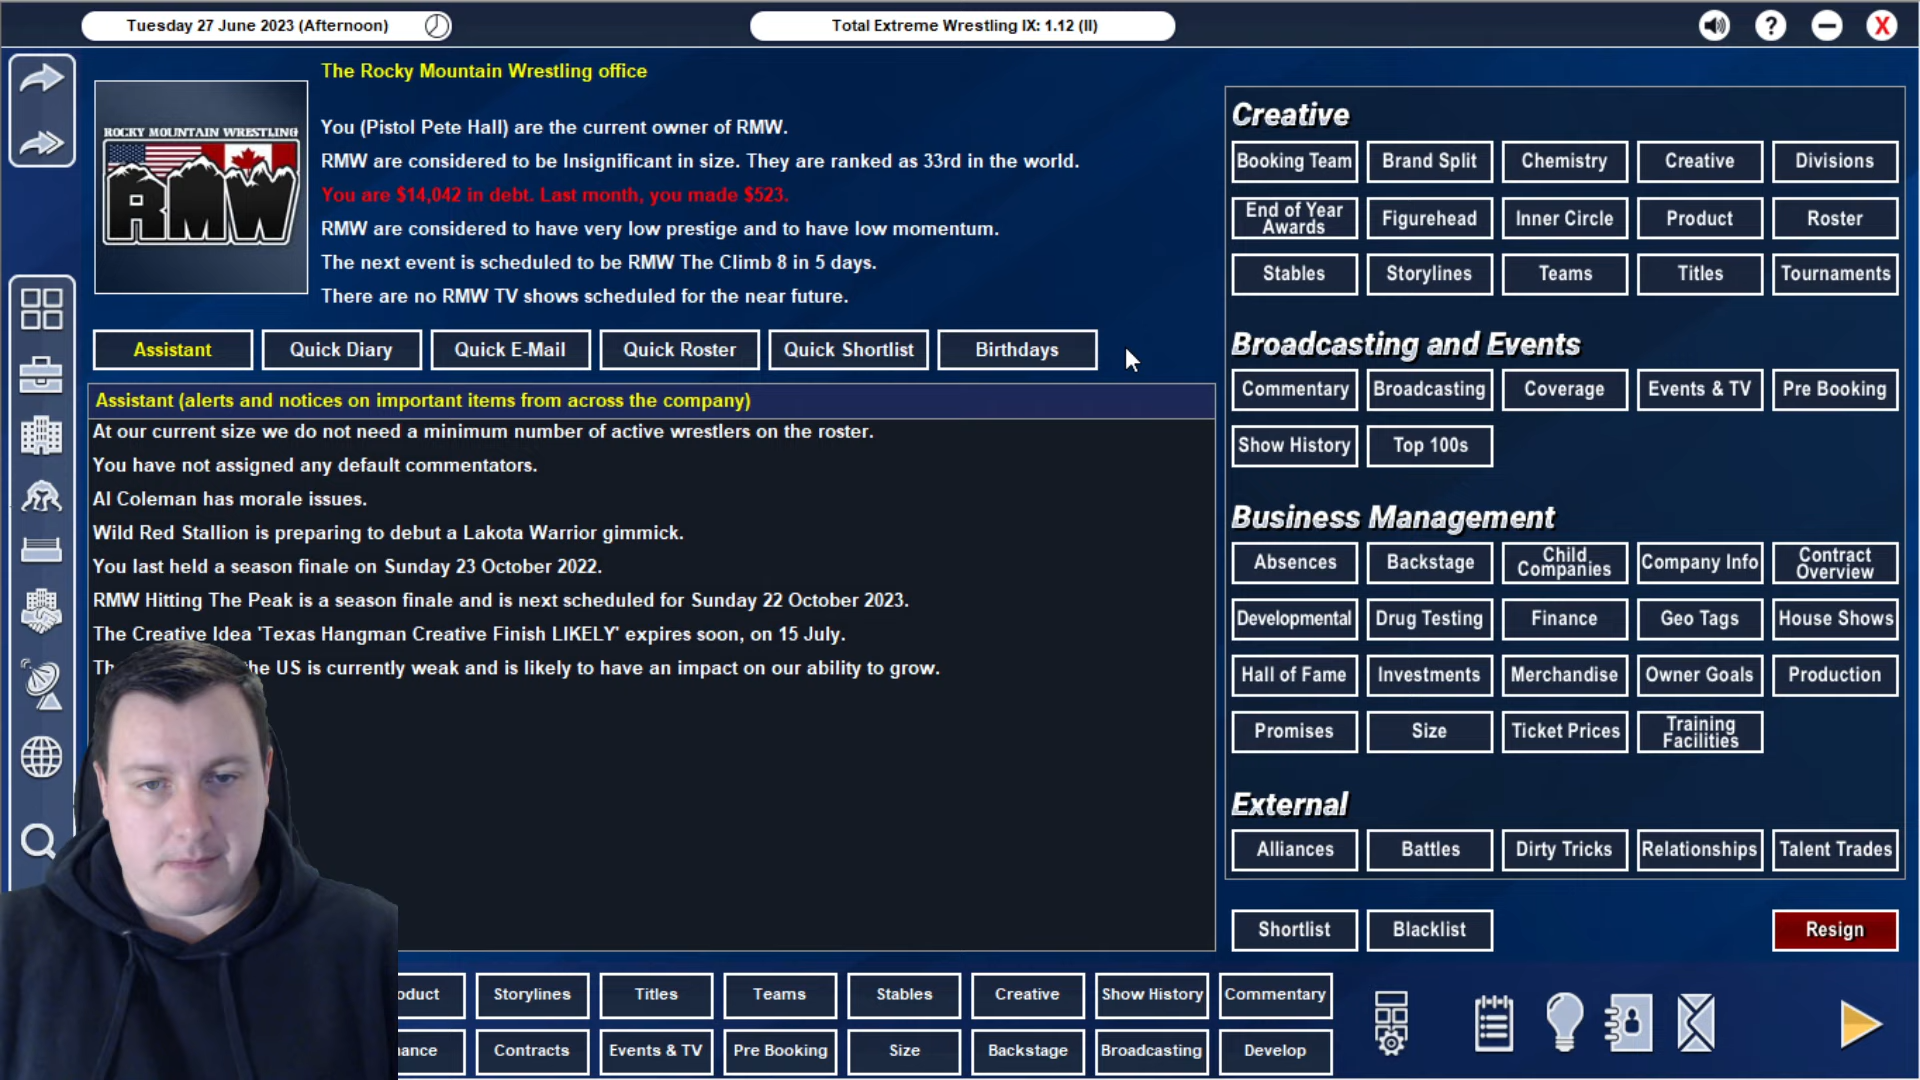 Tuesday 27 June 2023 (Afternoon)
Total Extreme Wrestling IX: 1.12 (II)
?
X
The Rocky Mountain Wrestling office
ROCKY MOUNTAIN WRESTLING
RMW
You (Pistol Pete Hall) are the current owner of RMW.
RMW are considered to be Insignificant in size. They are ranked as 33rd in the world.
You are $14,042 in debt. Last month, you made $523.
RMW are considered to have very low prestige and to have low momentum.
The next event is scheduled to be RMW The Climb 8 in 5 days.
There are no RMW TV shows scheduled for the near future.
Assistant Quick Diary Quick E-Mail Quick Roster Quick Shortlist Birthdays
Assistant (alerts and notices on important items from across the company)
At our current size we do not need a minimum number of active wrestlers on the roster.
You have not assigned any default commentators.
Al Coleman has morale issues.
Wild Red Stallion is preparing to debut a Lakota Warrior gimmick.
You last held a season finale on Sunday 23 October 2022.
RMW Hitting The Peak is a season finale and is next scheduled for Sunday 22 October 2023.
The Creative Idea 'Texas Hangman Creative Finish LIKELY' expires soon, on 15 July.
the US is currently weak and is likely to have an impact on our ability to grow.
Creative
Booking Team Brand Split Chemistry Creative Divisions
End of Year Awards Figurehead Inner Circle Product Roster
Stables Storylines Teams Titles Tournaments
Broadcasting and Events
Commentary Broadcasting Coverage Events & TV Pre Booking
Show History Top 100s
Business Management
Absences Backstage Child Companies Company Info Contract Overview
Developmental Drug Testing Finance Geo Tags House Shows
Hall of Fame Investments Merchandise Owner Goals Production
Promises Size Ticket Prices Training Facilities
External
Alliances Battles Dirty Tricks Relationships Talent Trades
Shortlist Blacklist Resign
oduct Storylines Titles Teams Stables Creative Show History Commentary
ance Contracts Events & TV Pre Booking Size Backstage Broadcasting Develop